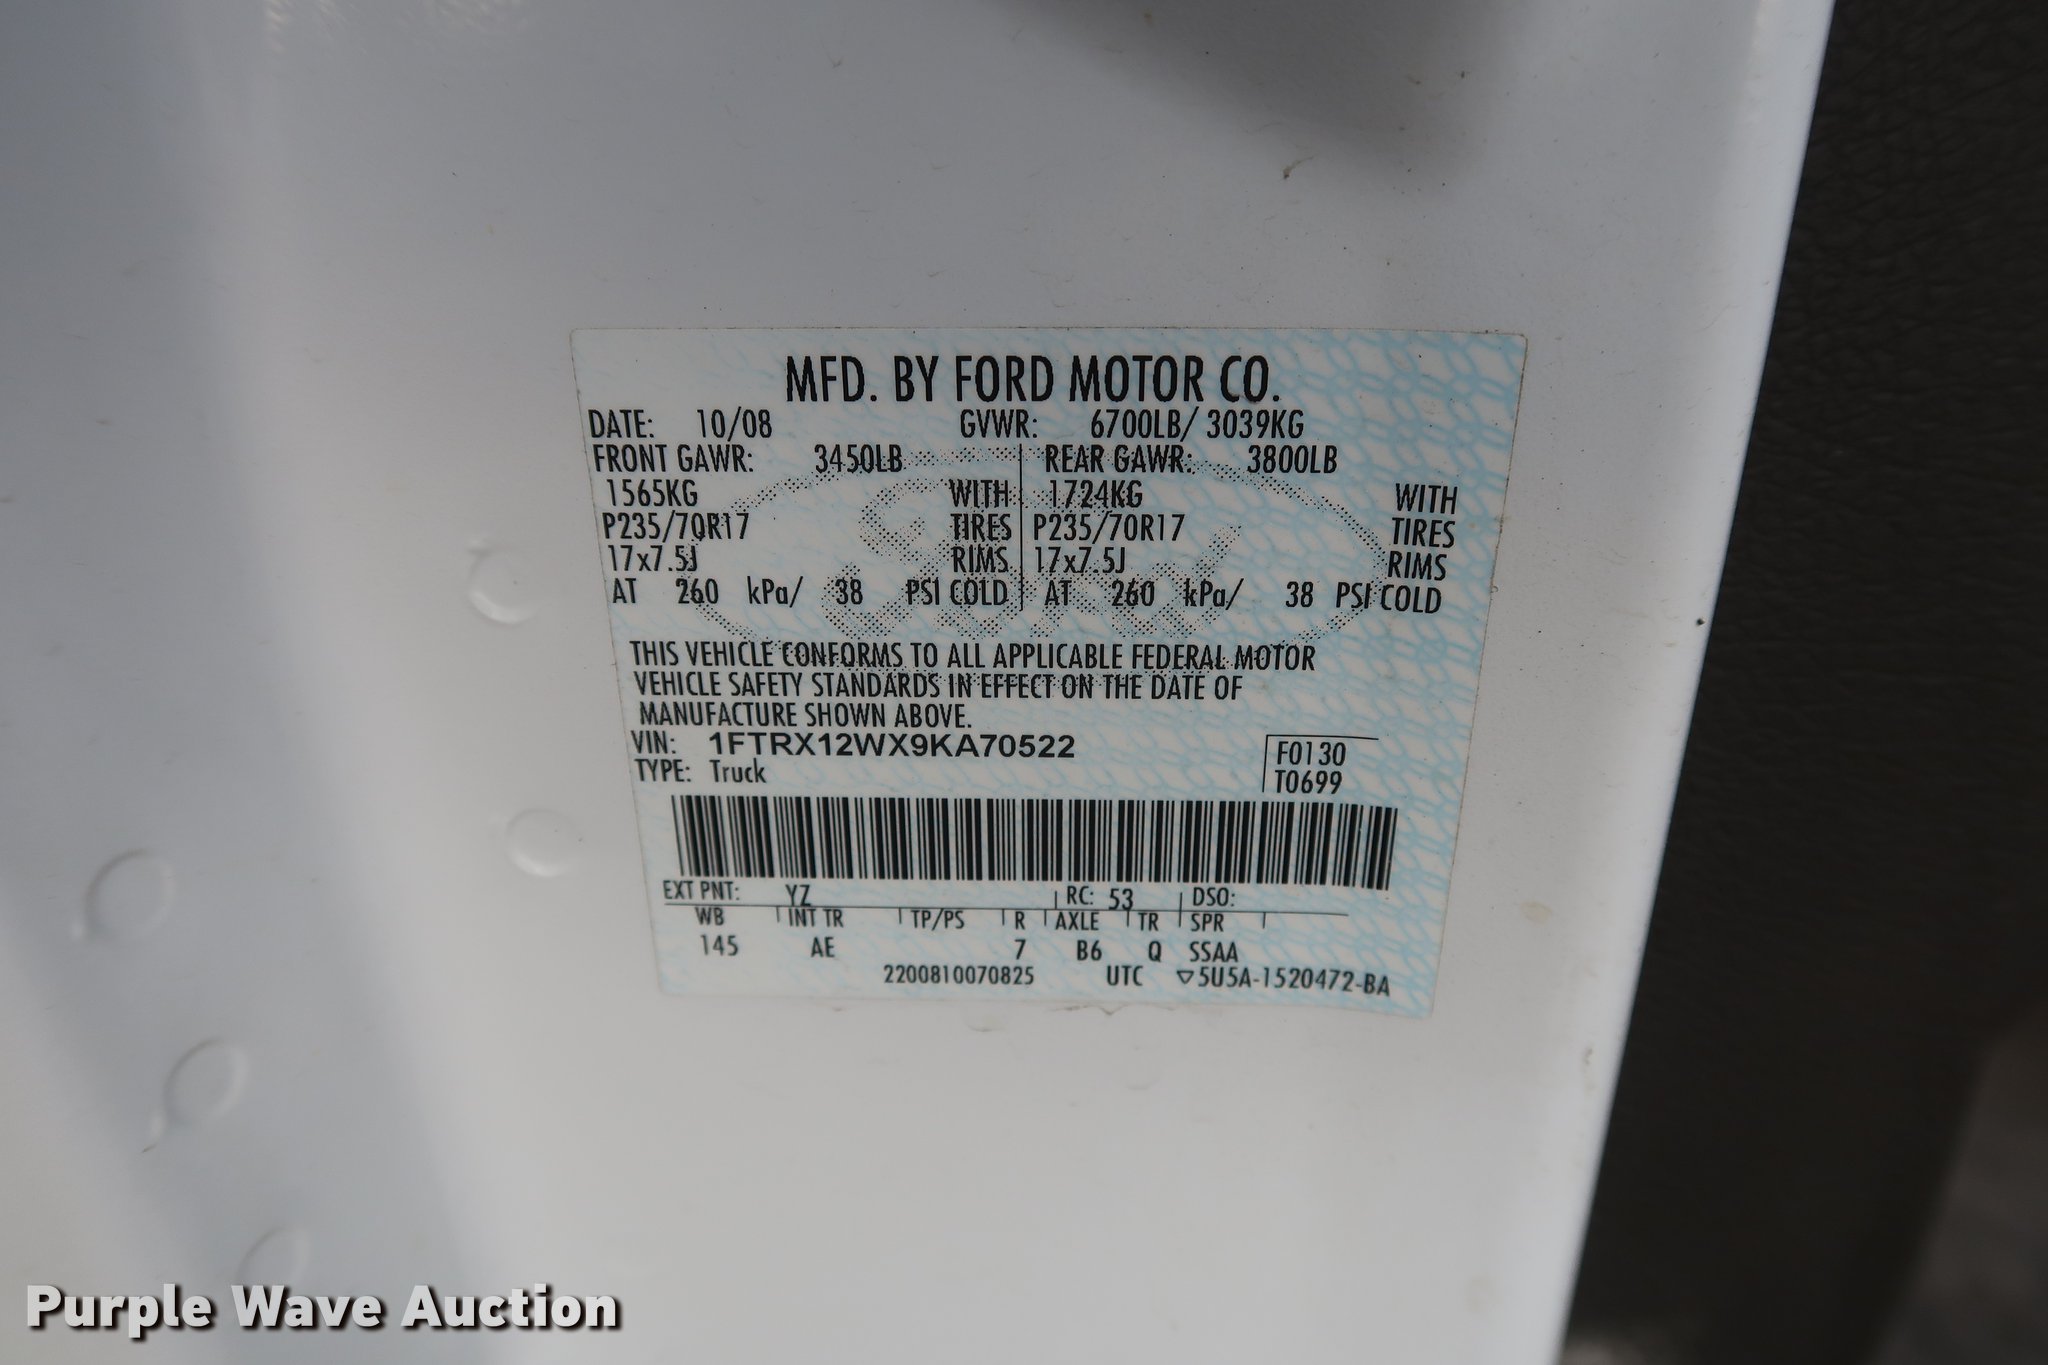 MFD. BY FORD MOTOR CO.
DATE: 10/08 GVWR: 6700LB/ 3039KG
FRONT GAWR: 3450LB REAR GAWR: 3800LB
1565KG WITH 1724KG WITH
P235/70R17 TIRES P235/70R17 TIRES
17x7.5J RIMS 17x7.5J RIMS
AT 260 kPa/ 38 PSI COLD AT 260 kPa/ 38 PSI COLD
THIS VEHICLE CONFORMS TO ALL APPLICABLE FEDERAL MOTOR
VEHICLE SAFETY STANDARDS IN EFFECT ON THE DATE OF
MANUFACTURE SHOWN ABOVE.
VIN: 1FTRX12WX9KA70522 F0130
TYPE: Truck T0699
EXT PNT: YZ RC: 53 DSO:
WB INT TR TP/PS R AXLE TR SPR
145 AE 7 B6 Q SSAA
2200810070825 UTC ▽5U5A-1520472-BA
Purple Wave Auction